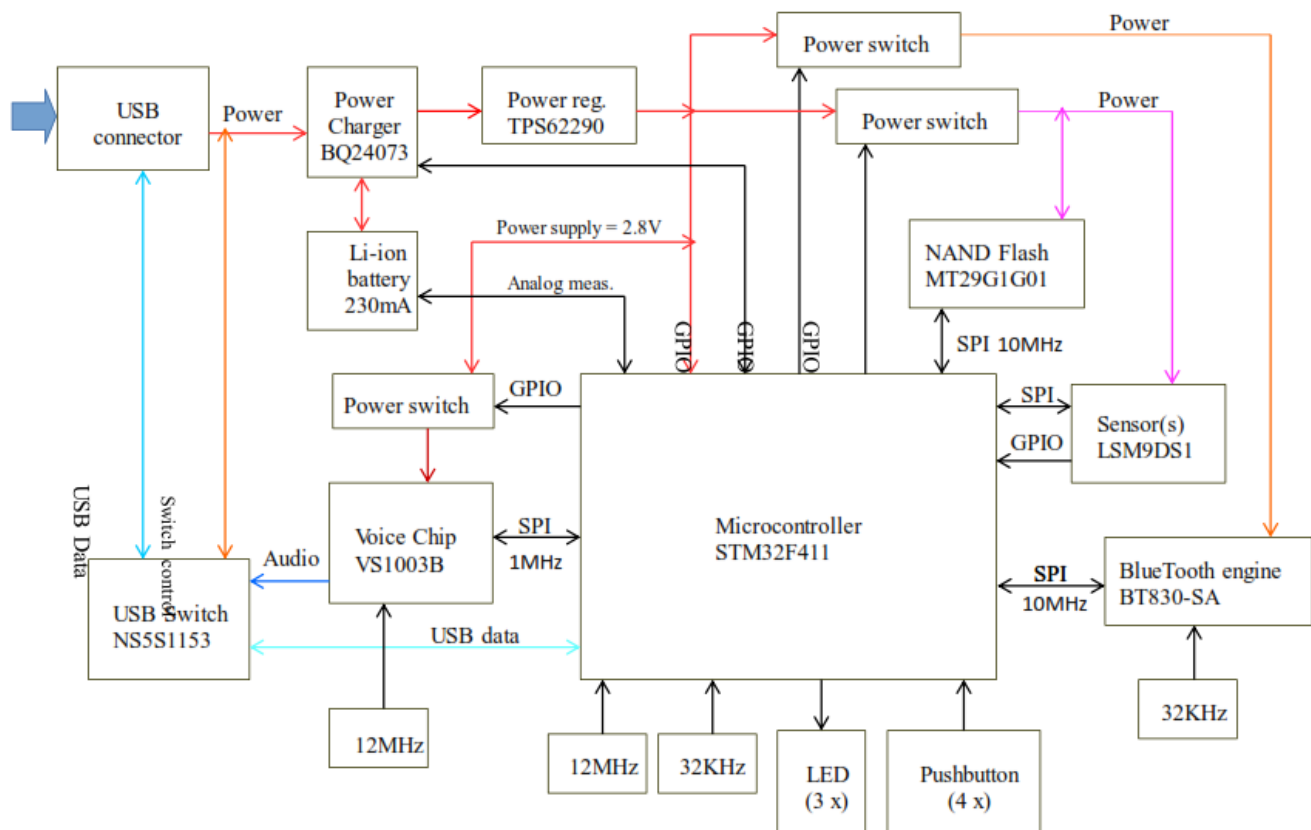 Power switch
Power
USB
connector
Power
Power
Charger
BQ24073
Power reg.
TPS62290
Power switch
Power
Power supply = 2.8V
Li-ion
battery
230mA
Analog meas.
NAND Flash
MT29G1G01
GPIO
GPIO
GPIO
SPI 10MHz
Power switch
GPIO
SPI
GPIO
Sensor(s)
LSM9DS1
USB Data
Switch control
Voice Chip
VS1003B
SPI
1MHz
Microcontroller
STM32F411
Audio
USB Switch
NS5S1153
USB data
SPI
10MHz
BlueTooth engine
BT830-SA
12MHz
12MHz
32KHz
LED
(3 x)
Pushbutton
(4 x)
32KHz